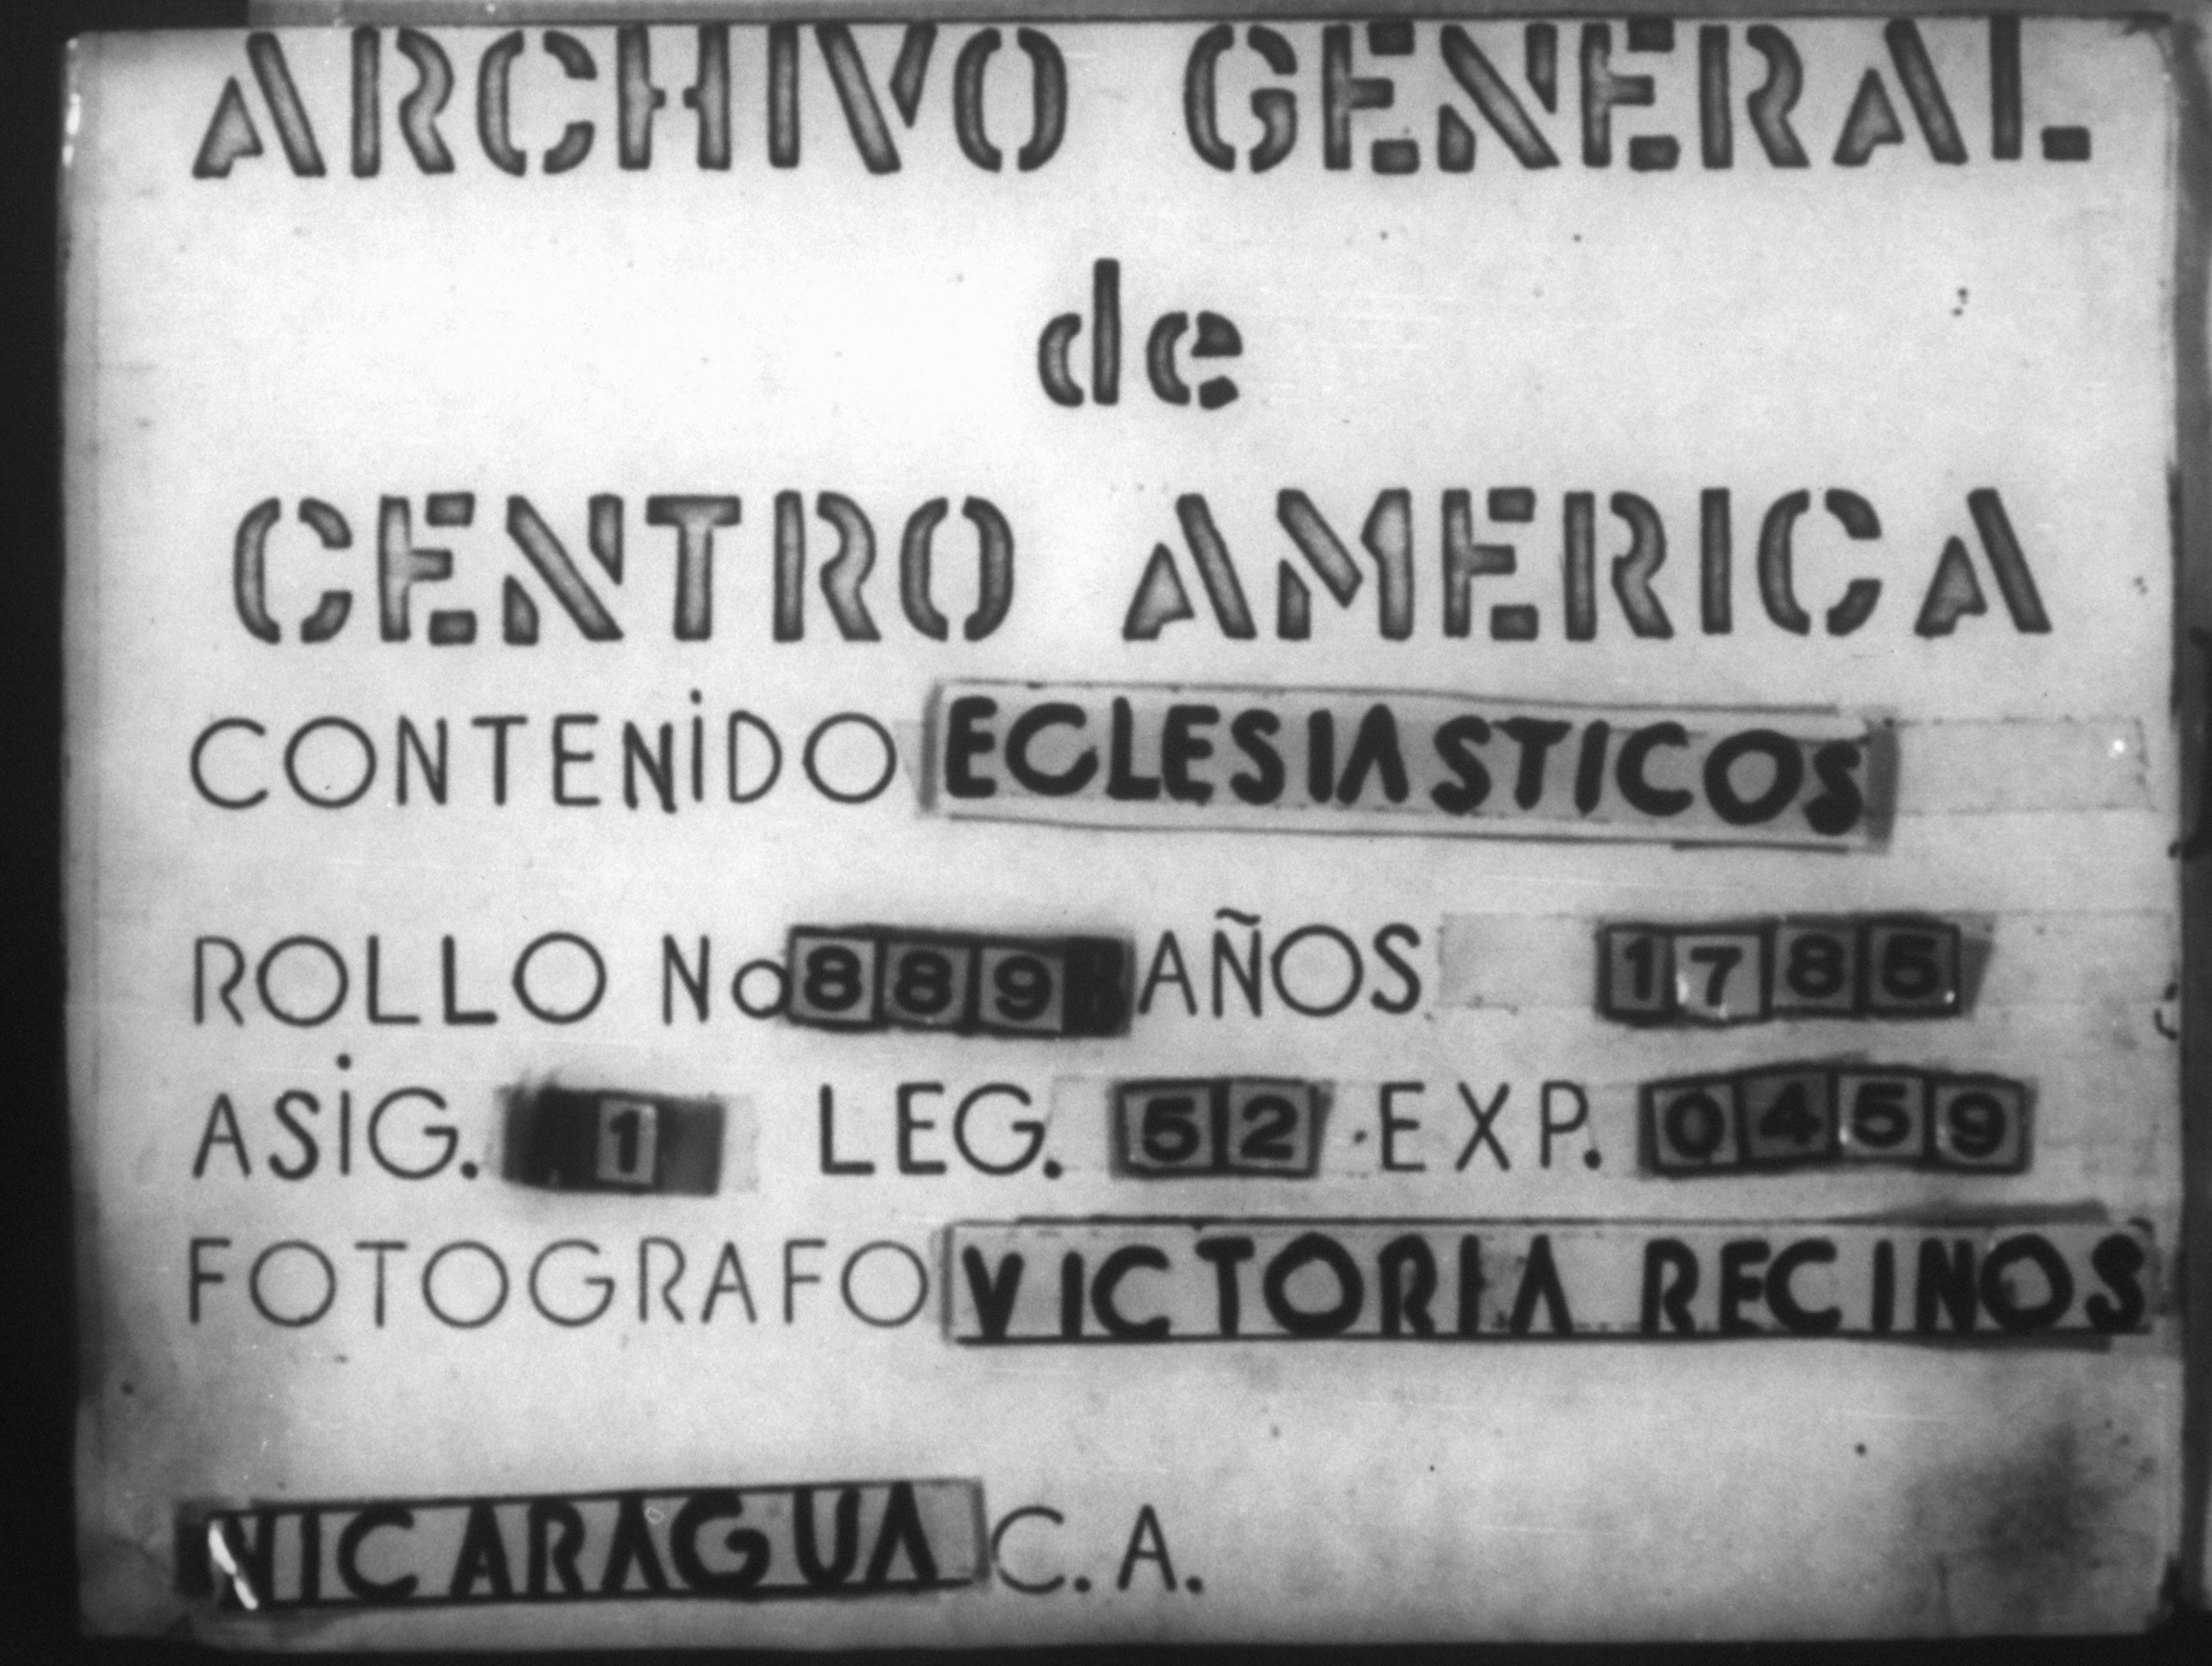 ARCHIVO GENERAL
de
CENTRO AMERICA
CONTENIDO ECLESIASTICOS
ROLLO No 889 AÑOS 1785
ASIG. 1 LEG. 52 EXP. 0459
FOTOGRAFO VICTORIA RECINOS
NICARAGUA C.A.